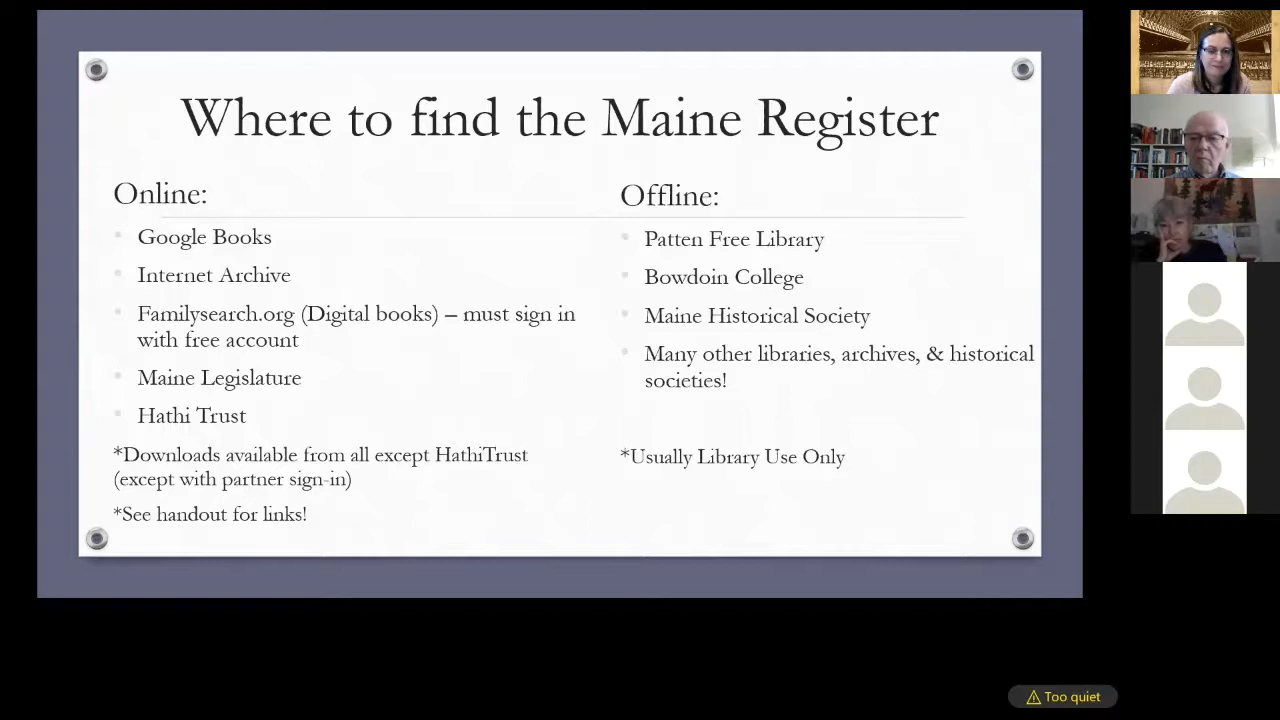 Where to find the Maine Register
Online:
Google Books
Internet Archive
Familysearch.org (Digital books) – must sign in
with free account
Maine Legislature
Hathi Trust
*Downloads available from all except HathiTrust
(except with partner sign-in)
*See handout for links!
Offline:
Patten Free Library
Bowdoin College
Maine Historical Society
Many other libraries, archives, & historical
societies!
*Usually Library Use Only
Too quiet